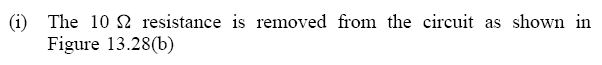 (i) The 10 Ω resistance is removed from the circuit as shown in
Figure 13.28(b)